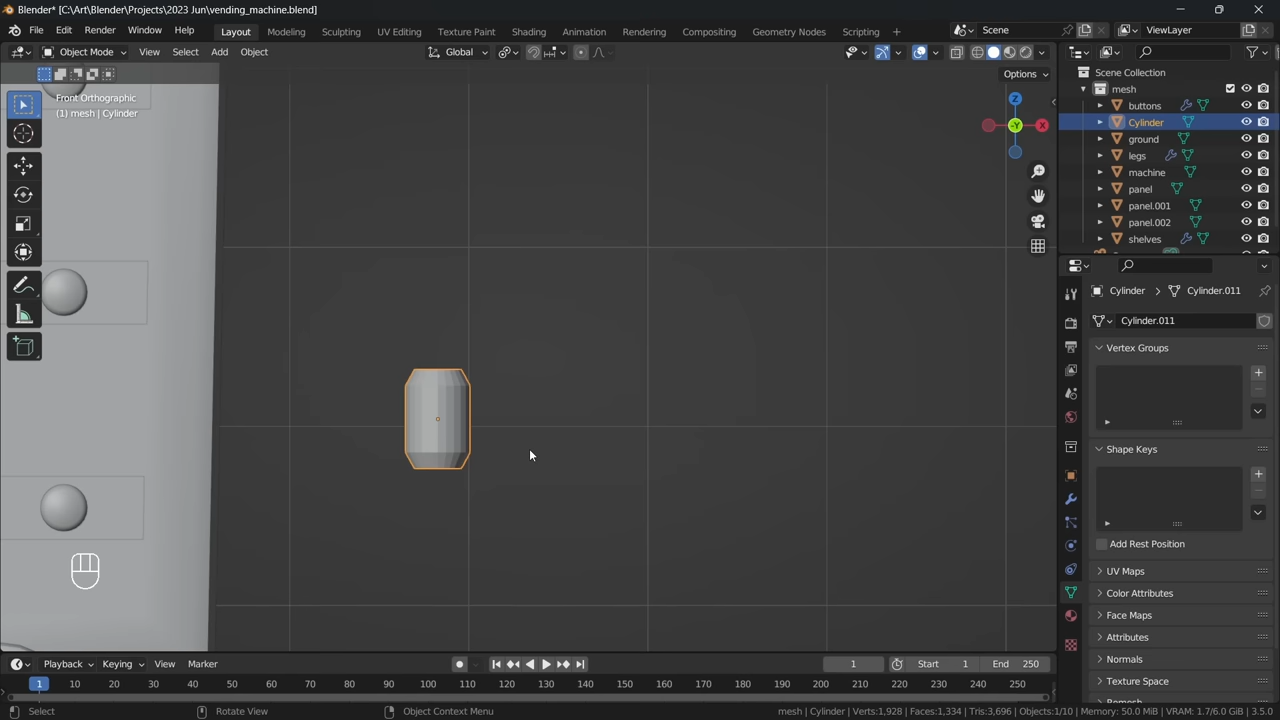 Blender* [C:\Art\Blender\Projects\2023 Jun\vending_machine.blend]
File Edit Render Window Help Layout Modeling Sculpting UV Editing Texture Paint Shading Animation Rendering Compositing Geometry Nodes Scripting + Scene ViewLayer
Object Mode View Select Add Object Global
Options
Front Orthographic
(1) mesh | Cylinder
Z
-Y
X
Scene Collection
mesh
buttons
Cylinder
ground
legs
machine
panel
panel.001
panel.002
shelves
Cylinder > Cylinder.011
Cylinder.011
Vertex Groups
Shape Keys
Add Rest Position
UV Maps
Color Attributes
Face Maps
Attributes
Normals
Texture Space
Remesh
Playback Keying View Marker 1 Start 1 End 250
1 10 20 30 40 50 60 70 80 90 100 110 120 130 140 150 160 170 180 190 200 210 220 230 240 250
Select Rotate View Object Context Menu mesh | Cylinder | Verts:1,928 | Faces:1,334 | Tris:3,696 | Objects:1/10 | Memory: 50.0 MiB | VRAM: 1.7/6.0 GiB | 3.5.0